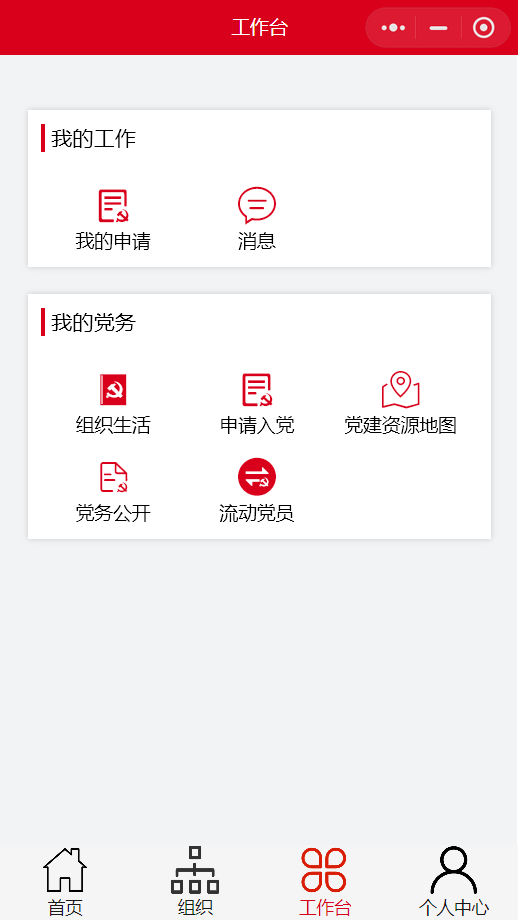 工作台
我的工作
我的申请 消息
我的党务
组织生活 申请入党 党建资源地图
党务公开 流动党员
首页 组织 工作台 个人中心